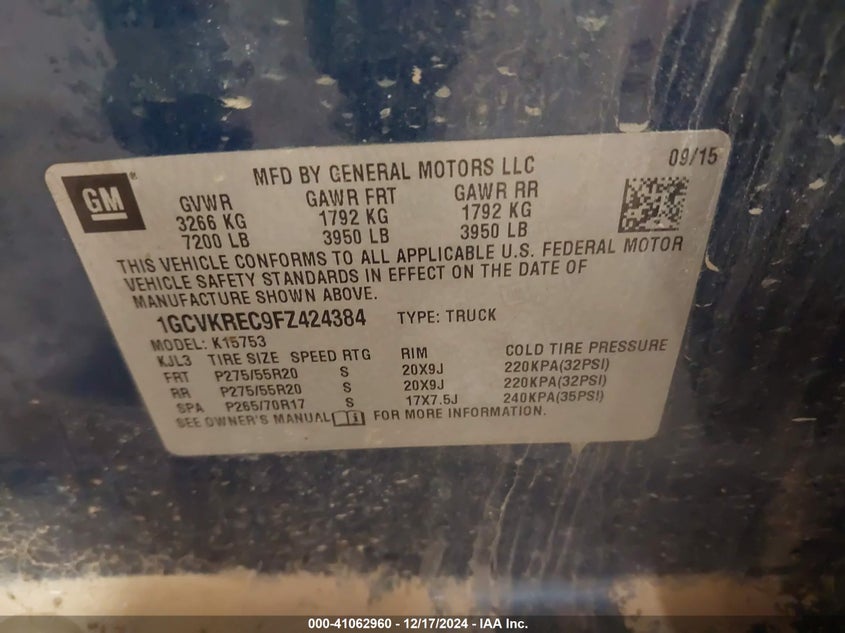 MFD BY GENERAL MOTORS LLC 09/15
GM®
GVWR GAWR FRT GAWR RR
3266 KG 1792 KG 1792 KG
7200 LB 3950 LB 3950 LB
THIS VEHICLE CONFORMS TO ALL APPLICABLE U.S. FEDERAL MOTOR
VEHICLE SAFETY STANDARDS IN EFFECT ON THE DATE OF
MANUFACTURE SHOWN ABOVE.
1GCVKREC9FZ424384 TYPE: TRUCK
MODEL: K15753
KJL3 TIRE SIZE SPEED RTG RIM COLD TIRE PRESSURE
FRT P275/55R20 S 20X9J 220KPA(32PSI)
RR P275/55R20 S 20X9J 220KPA(32PSI)
SPA P265/70R17 S 17X7.5J 240KPA(35PSI)
SEE OWNER'S MANUAL FOR MORE INFORMATION.
000-41062960 - 12/17/2024 - IAA Inc.